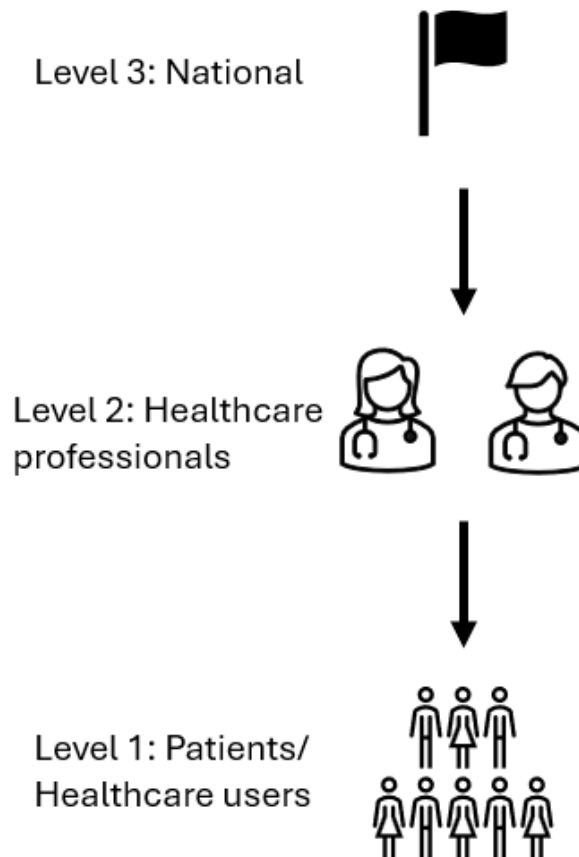 Level 3: National
Level 2: Healthcare
professionals
Level 1: Patients/
Healthcare users